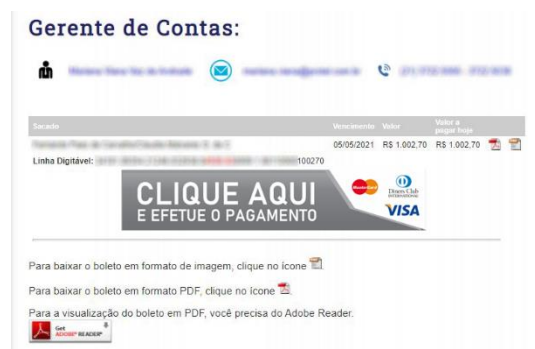 Gerente de Contas:
Sacado Vencimento Valor Valor a pagar hoje
05/05/2021 R$ 1.002,70 R$ 1.002,70
Linha Digitável: 100270
CLIQUE AQUI
E EFETUE O PAGAMENTO
MasterCard
Diners Club
INTERNATIONAL
VISA
Para baixar o boleto em formato de imagem, clique no ícone
Para baixar o boleto em formato PDF, clique no ícone
Para a visualização do boleto em PDF, você precisa do Adobe Reader.
Get
ADOBE® READER®